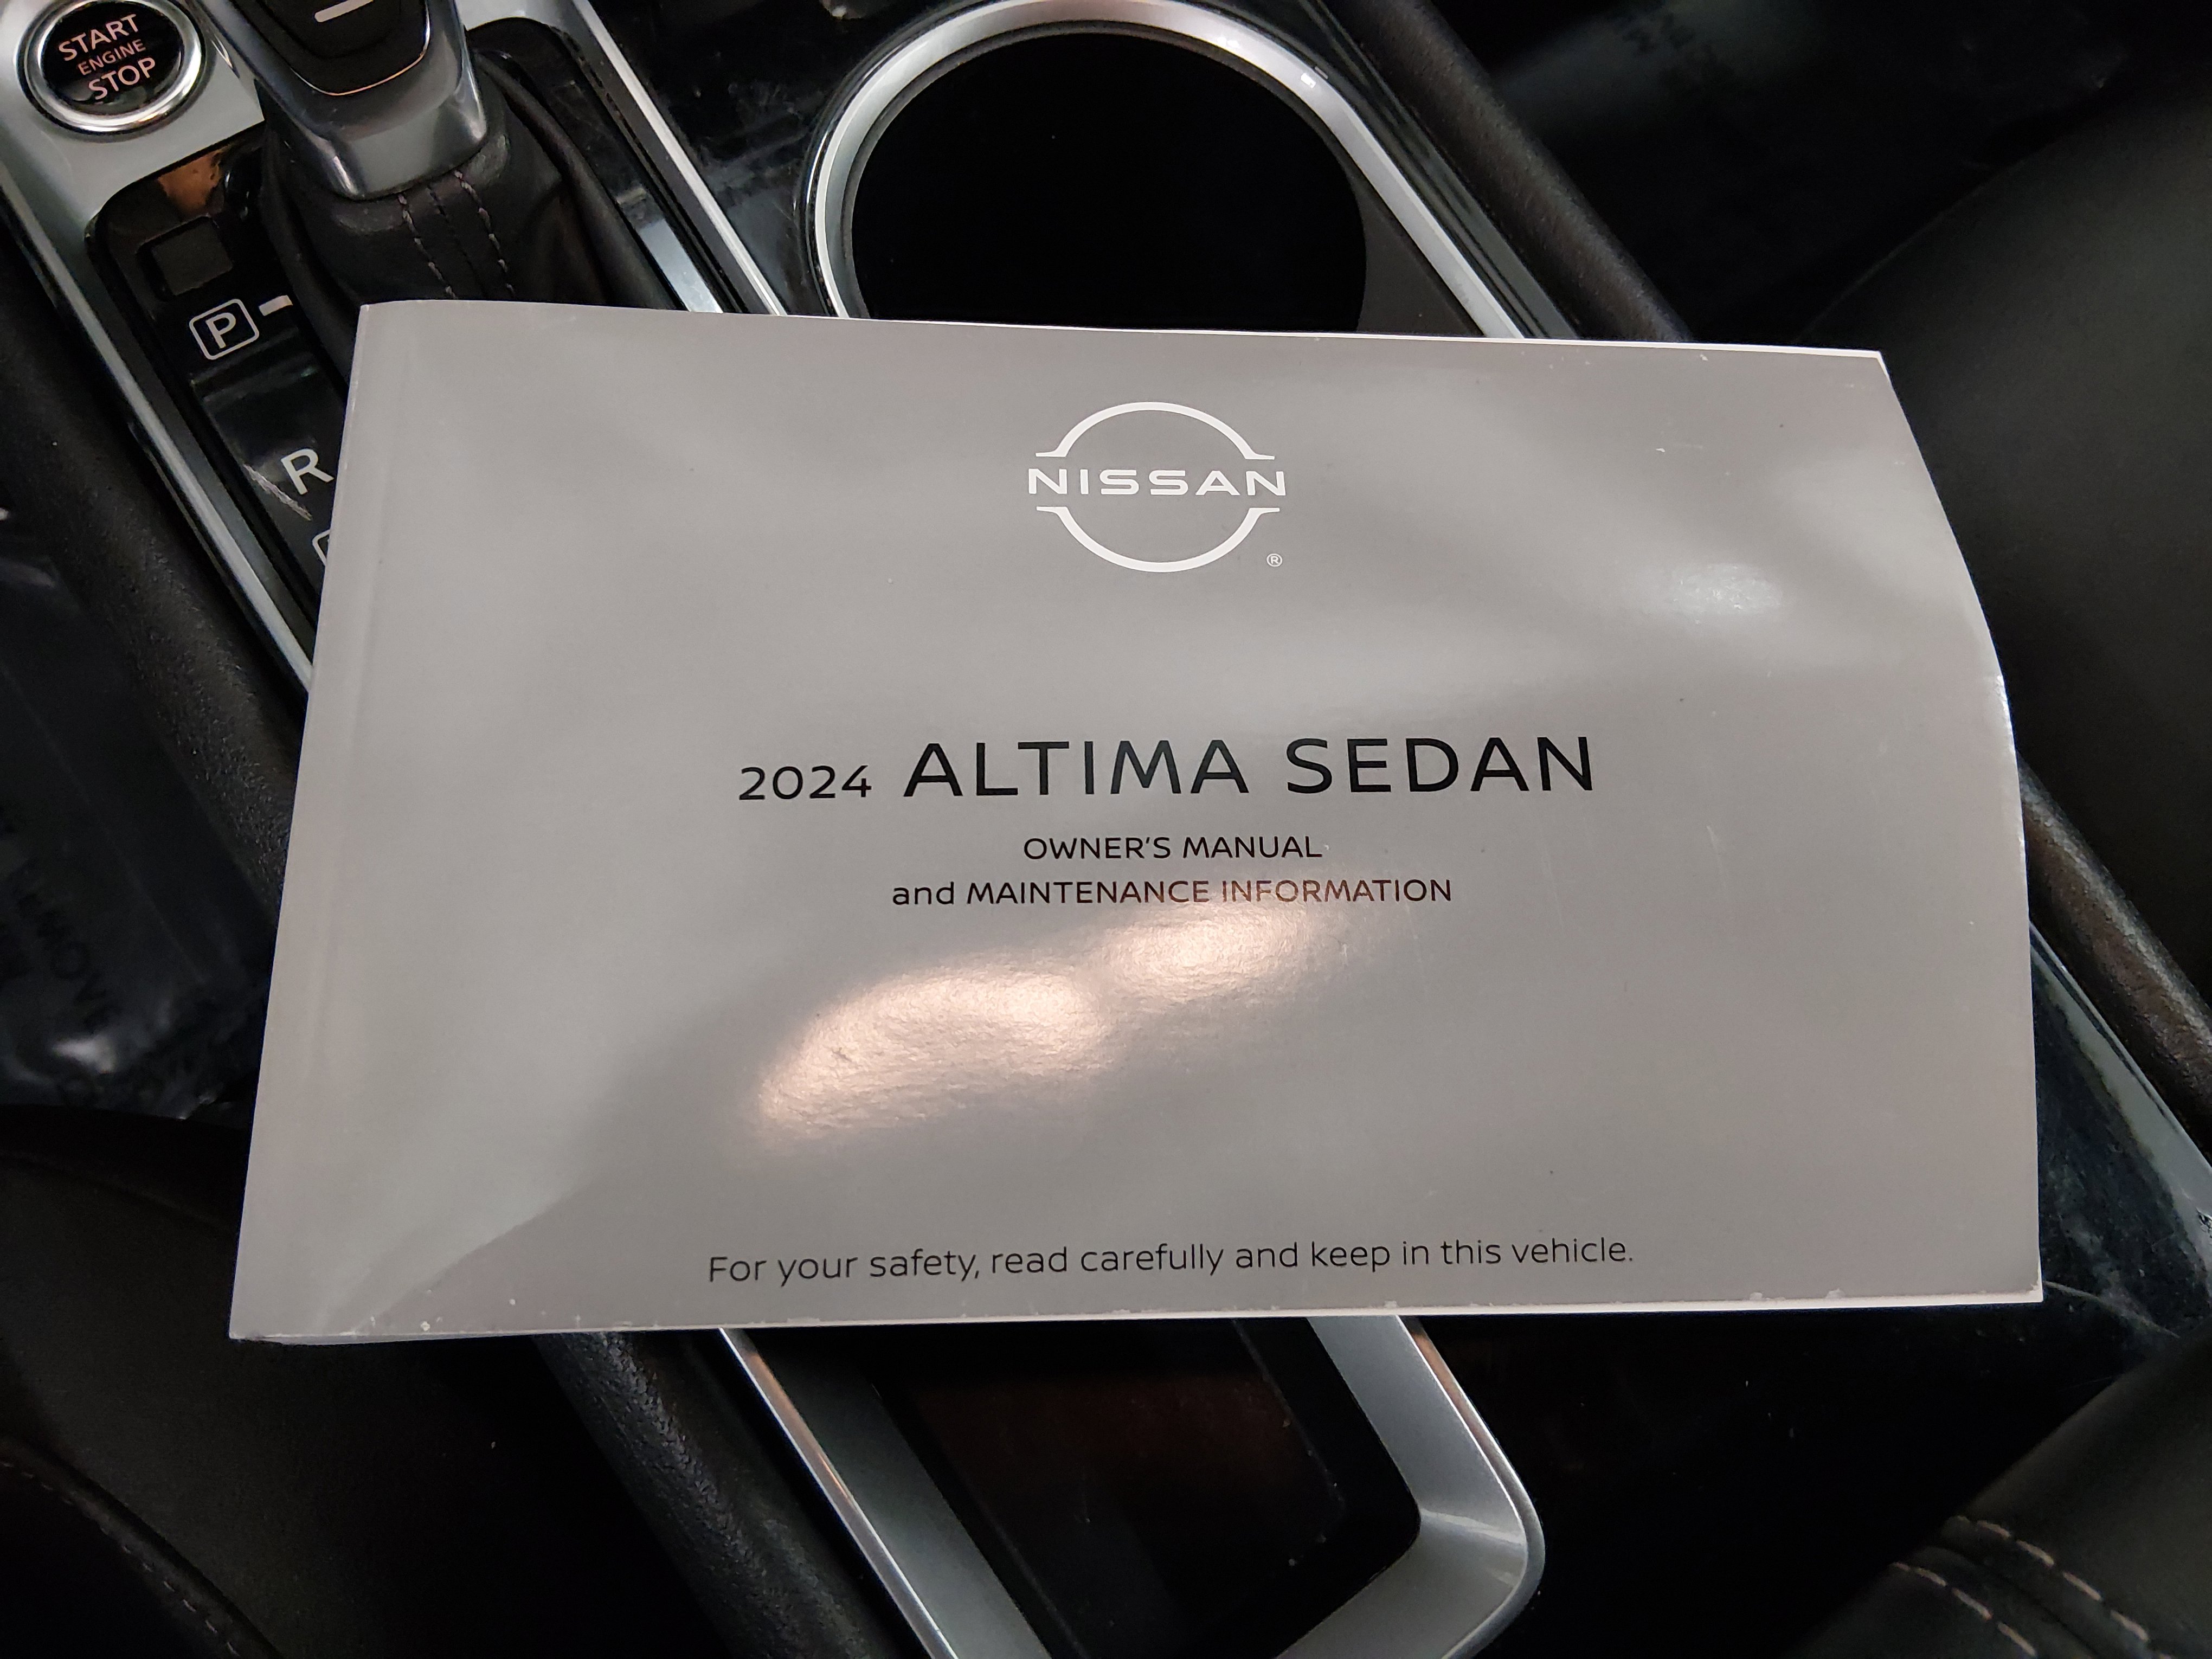 START
ENGINE
STOP
P
R
NISSAN
®
2024 ALTIMA SEDAN
OWNER'S MANUAL
and MAINTENANCE INFORMATION
For your safety, read carefully and keep in this vehicle.